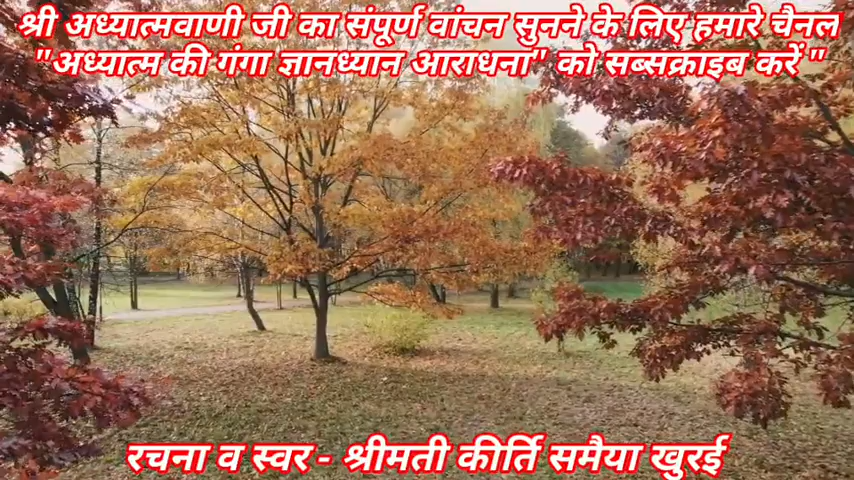 श्री अध्यात्मवाणी जी का संपूर्ण वांचन सुनने के लिए हमारे चैनल
"अध्यात्म की गंगा ज्ञानध्यान आराधना" को सब्सक्राइब करें "
रचना व स्वर - श्रीमती कीर्ति समैया खुरई